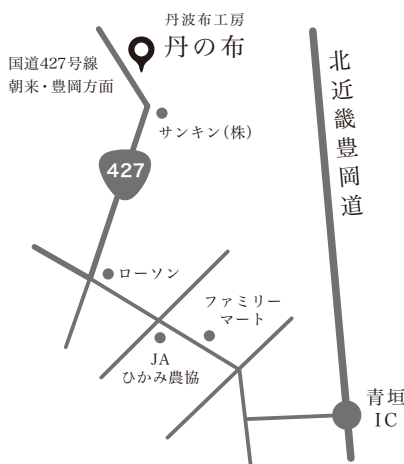 丹波布工房
丹の布
国道427号線
朝来・豊岡方面
サンキン(株)
427
北近畿豊岡道
ローソン
ファミリー
マート
JA
ひかみ農協
青垣
IC